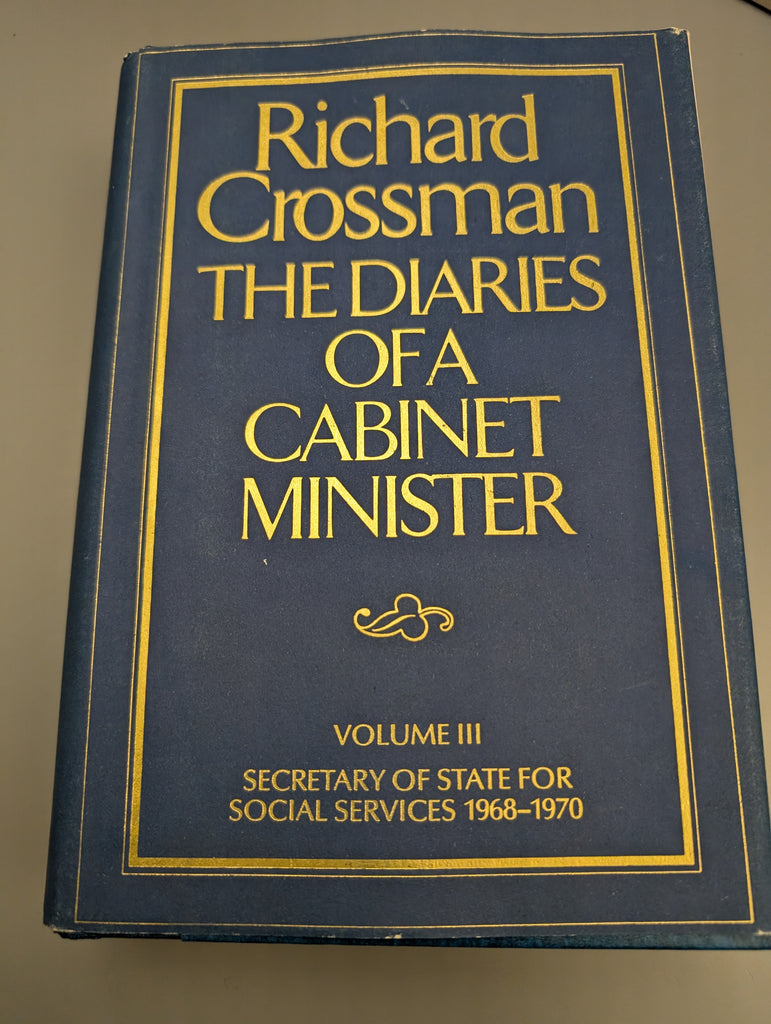 Richard
Crossman
THE DIARIES
OF A
CABINET
MINISTER
VOLUME III
SECRETARY OF STATE FOR
SOCIAL SERVICES 1968–1970